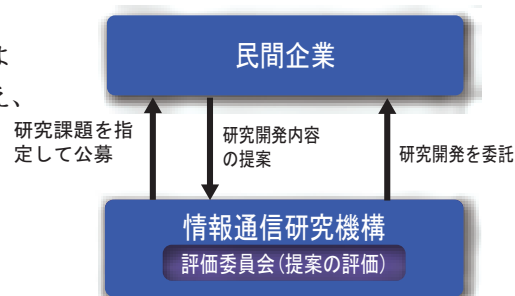 民間企業
よ
え、
研究課題を指
定して公募
研究開発内容
の提案
研究開発を委託
情報通信研究機構
評価委員会(提案の評価)